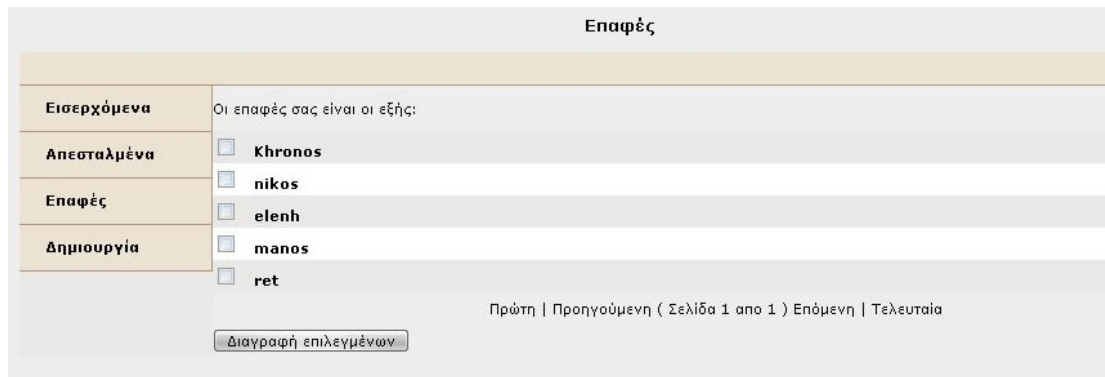 Επαφές
Εισερχόμενα
Απεσταλμένα
Επαφές
Δημιουργία
Οι επαφές σας είναι οι εξής:
Khronos
nikos
elenh
manos
ret
Πρώτη | Προηγούμενη ( Σελίδα 1 απο 1 ) Επόμενη | Τελευταία
Διαγραφή επιλεγμένων